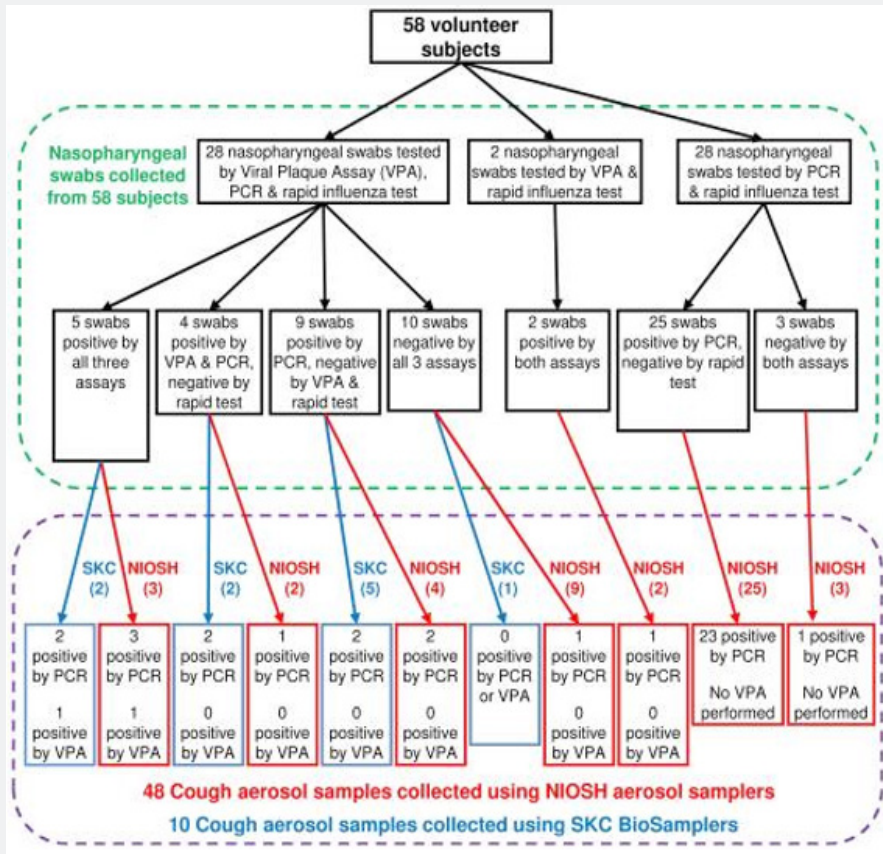 58 volunteer
subjects
Nasopharyngeal
swabs collected
from 58 subjects
28 nasopharyngeal swabs tested
by Viral Plaque Assay (VPA),
PCR & rapid influenza test
2 nasopharyngeal
swabs tested by VPA &
rapid influenza test
28 nasopharyngeal
swabs tested by PCR
& rapid influenza test
5 swabs
positive by
all three
assays
4 swabs
positive by
VPA & PCR,
negative by
rapid test
9 swabs
positive by
PCR, negative
by VPA &
rapid test
10 swabs
negative by
all 3 assays
2 swabs
positive by
both assays
25 swabs
positive by PCR,
negative by rapid
test
3 swabs
negative by
both assays
SKC
(2)
NIOSH
(3)
SKC
(2)
NIOSH
(2)
SKC
(5)
NIOSH
(4)
SKC
(1)
NIOSH
(9)
NIOSH
(2)
NIOSH
(25)
NIOSH
(3)
2
positive
by PCR
1
positive
by VPA
3
positive
by PCR
1
positive
by VPA
2
positive
by PCR
0
positive
by VPA
1
positive
by PCR
0
positive
by VPA
2
positive
by PCR
0
positive
by VPA
2
positive
by PCR
0
positive
by VPA
0
positive
by PCR
or VPA
1
positive
by PCR
0
positive
by VPA
1
positive
by PCR
0
positive
by VPA
23 positive
by PCR
No VPA
performed
1 positive
by PCR
No VPA
performed
48 Cough aerosol samples collected using NIOSH aerosol samplers
10 Cough aerosol samples collected using SKC BioSamplers